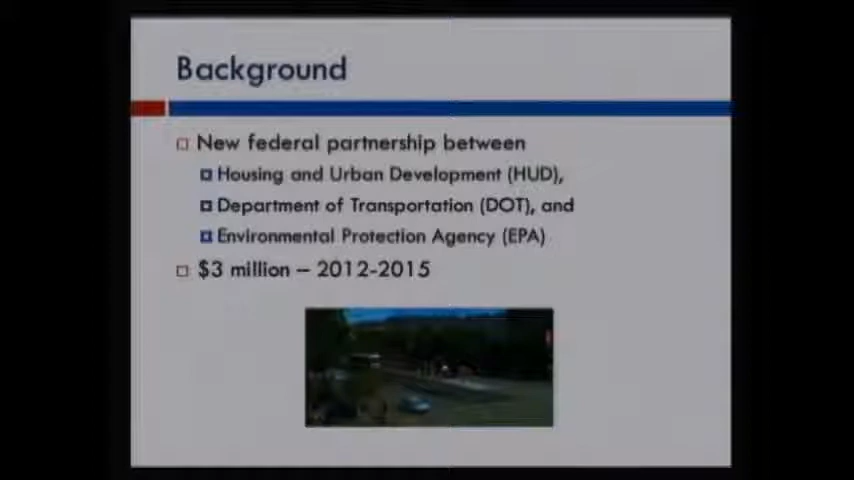 Background
New federal partnership between
Housing and Urban Development (HUD),
Department of Transportation (DOT), and
Environmental Protection Agency (EPA)
$3 million – 2012-2015